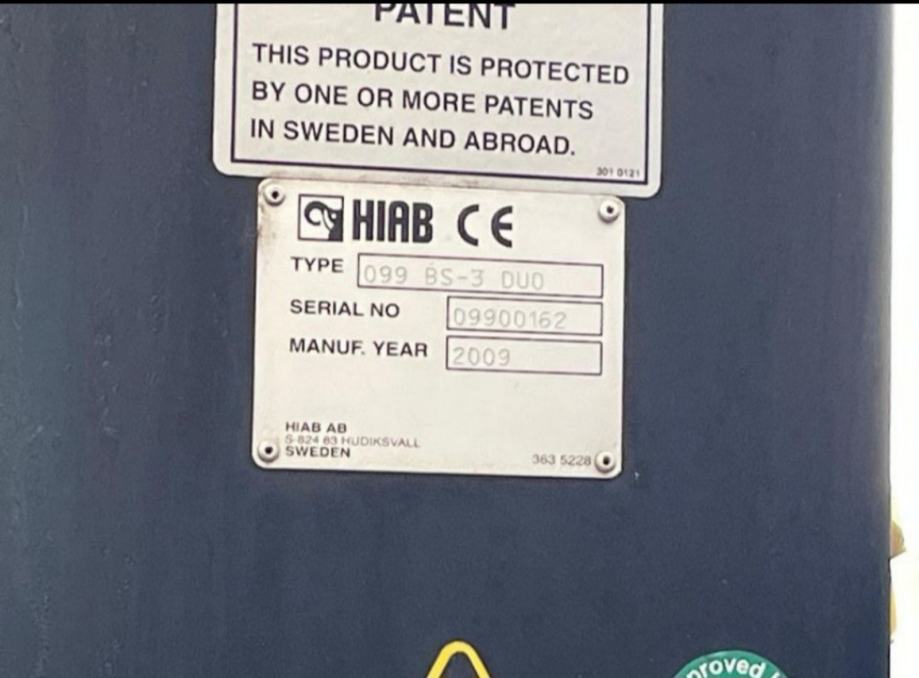 PATENT
THIS PRODUCT IS PROTECTED
BY ONE OR MORE PATENTS
IN SWEDEN AND ABROAD.
301 0121
HIAB CE
TYPE 099 BS-3 DUO
SERIAL NO 09900162
MANUF. YEAR 2009
HIAB AB
S-824 83 HUDIKSVALL
SWEDEN
363 5228
proved